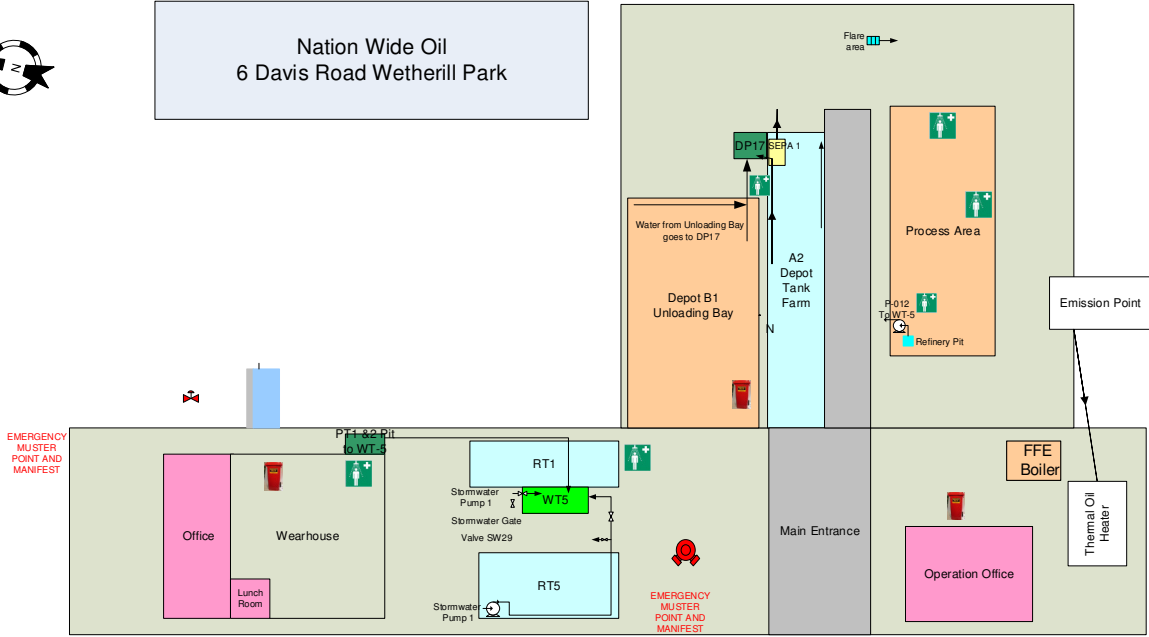 Nation Wide Oil
6 Davis Road Wetherill Park
N
Flare
area
DP17
SEPA 1
Water from Unloading Bay
goes to DP17
Process Area
A2
Depot
Tank
Farm
Depot B1
Unloading Bay
N
P-012
To WT-5
Refinery Pit
Emission Point
EMERGENCY
MUSTER
POINT AND
MANIFEST
PT1 &2 Pit
to WT-5
RT1
FFE
Boiler
Stormwater
Pump 1
WT5
Stormwater Gate
Valve SW29
Office
Wearhouse
Main Entrance
Thermal Oil
Heater
Operation Office
RT5
Lunch
Room
Stormwater
Pump 1
EMERGENCY
MUSTER
POINT AND
MANIFEST